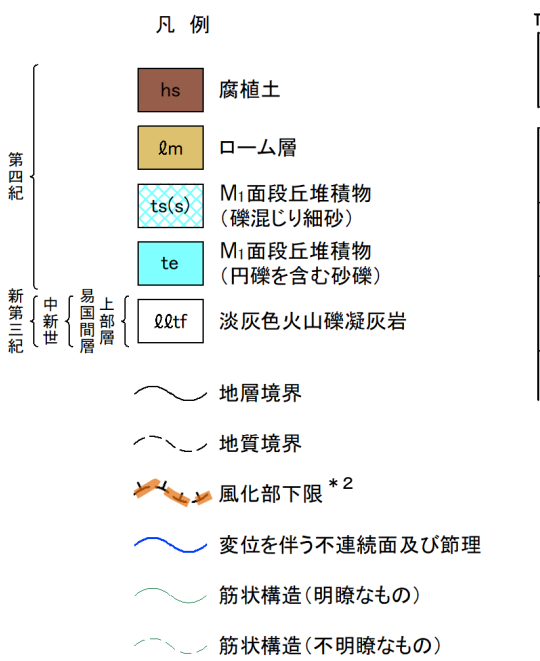 凡 例
hs 腐植土
ℓm ローム層
第四紀
ts(s) M₁面段丘堆積物
(礫混じり細砂)
te M₁面段丘堆積物
(円礫を含む砂礫)
新第三紀 中新世 易国間層 上部層 ℓℓtf 淡灰色火山礫凝灰岩
地層境界
地質境界
風化部下限*2
変位を伴う不連続面及び節理
筋状構造(明瞭なもの)
筋状構造(不明瞭なもの)
T